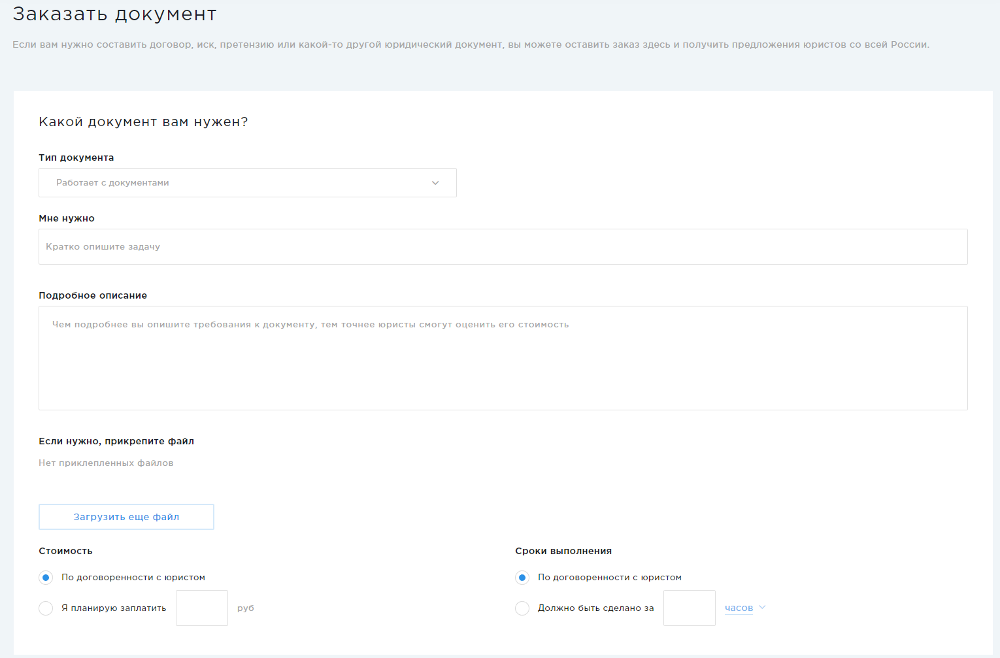 Заказать документ
Если вам нужно составить договор, иск, претензию или какой-то другой юридический документ, вы можете оставить заказ здесь и получить предложения юристов со всей России.
Какой документ вам нужен?
Тип документа
Работает с документами
Мне нужно
Кратко опишите задачу
Подробное описание
Чем подробнее вы опишите требования к документу, тем точнее юристы смогут оценить его стоимость
Если нужно, прикрепите файл
Нет приклепленных файлов
Загрузить еще файл
Стоимость
По договоренности с юристом
Я планирую заплатить руб
Сроки выполнения
По договоренности с юристом
Должно быть сделано за часов